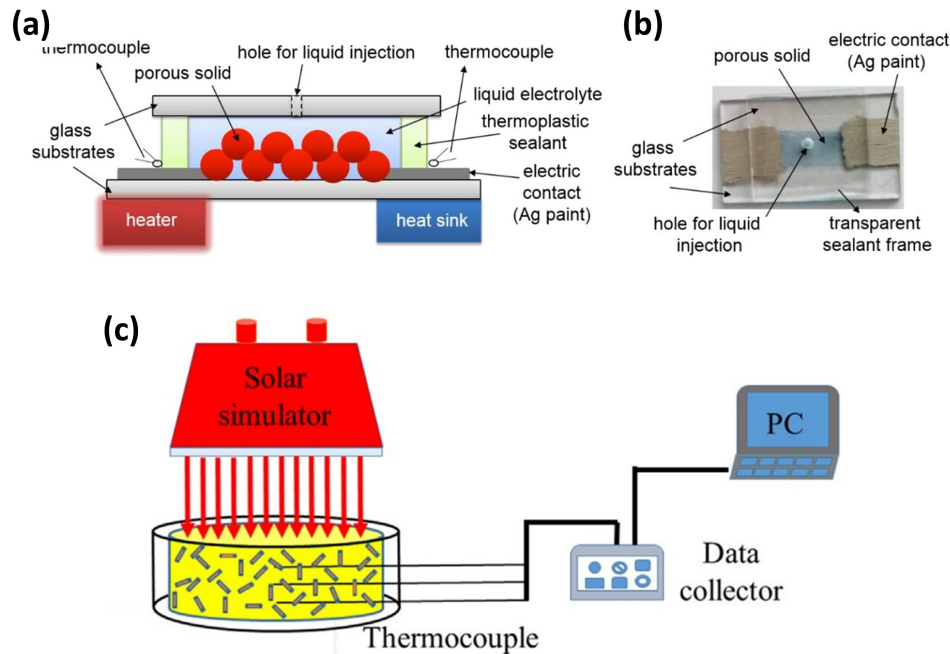 (a)
thermocouple
hole for liquid injection
thermocouple
porous solid
liquid electrolyte
thermoplastic
sealant
glass
substrates
electric
contact
(Ag paint)
heater
heat sink
(b)
electric contact
(Ag paint)
porous solid
glass
substrates
hole for liquid
injection
transparent
sealant frame
(c)
Solar
simulator
PC
Data
collector
Thermocouple